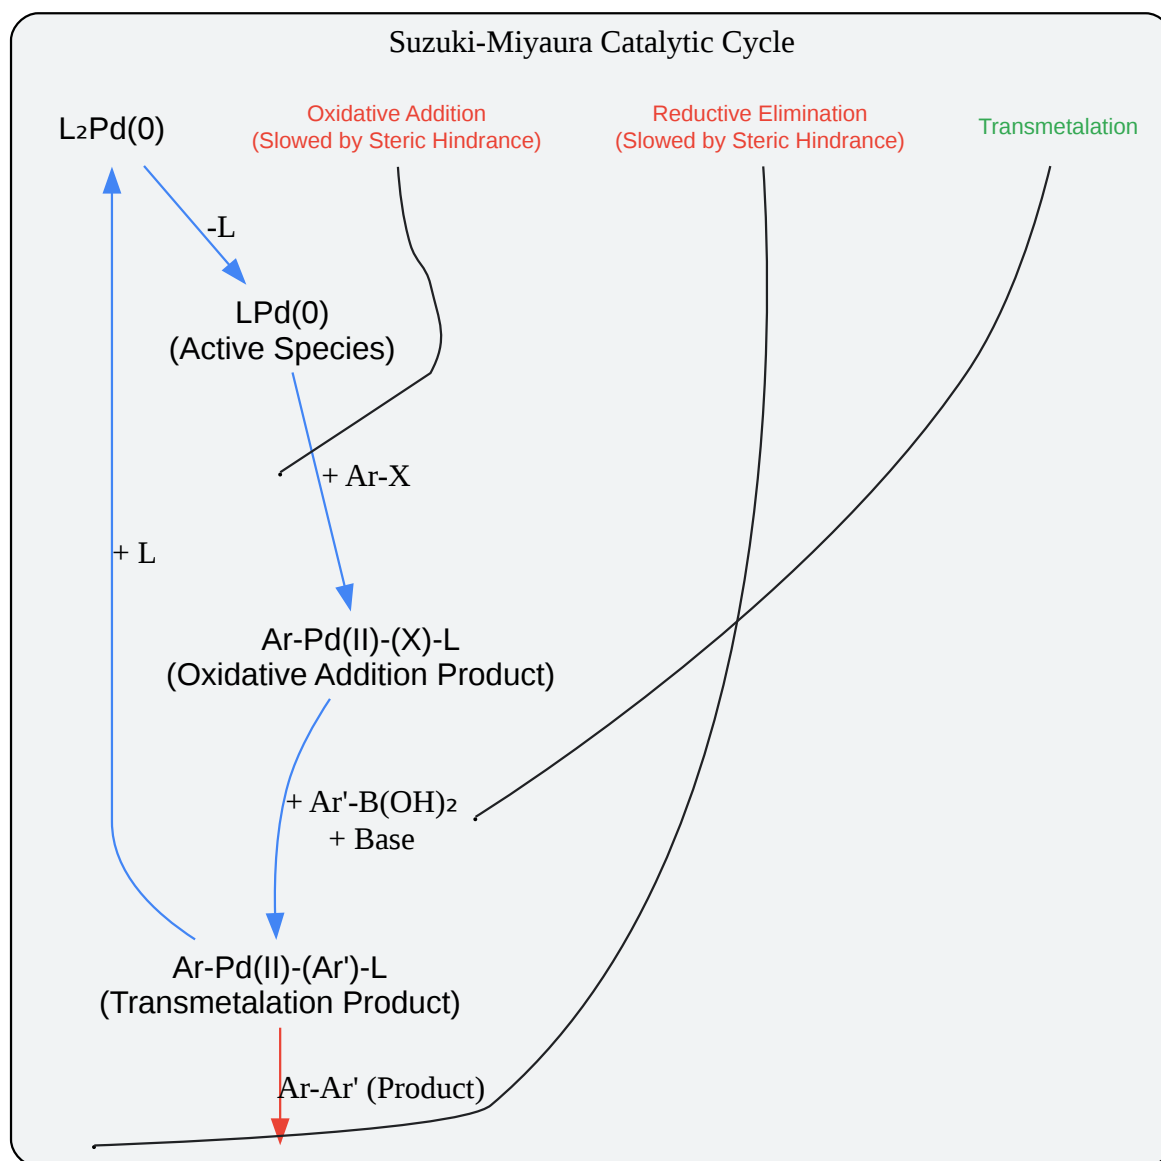 Suzuki-Miyaura Catalytic Cycle
L₂Pd(0)
Oxidative Addition
(Slowed by Steric Hindrance)
Reductive Elimination
(Slowed by Steric Hindrance)
Transmetalation
-L
LPd(0)
(Active Species)
+ Ar-X
+ L
Ar-Pd(II)-(X)-L
(Oxidative Addition Product)
+ Ar'-B(OH)₂
+ Base
Ar-Pd(II)-(Ar')-L
(Transmetalation Product)
Ar-Ar' (Product)